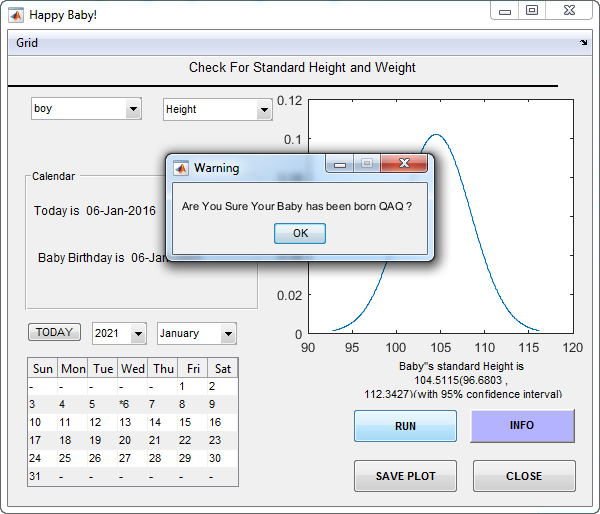 Happy Baby!
Grid
Check For Standard Height and Weight
boy
Height
Calendar
Today is 06-Jan-2016
Baby Birthday is 06-Jan
Warning
Are You Sure Your Baby has been born QAQ ?
OK
0.12
0.1
0.02
0
90 95 100 105 110 115 120
TODAY
2021
January
Sun Mon Tue Wed Thu Fri Sat
- - - - - 1 2
3 4 5 *6 7 8 9
10 11 12 13 14 15 16
17 18 19 20 21 22 23
24 25 26 27 28 29 30
31 - - - - - -
Baby"s standard Height is
104.5115(96.6803 ,
112.3427)(with 95% confidence interval)
RUN
INFO
SAVE PLOT
CLOSE